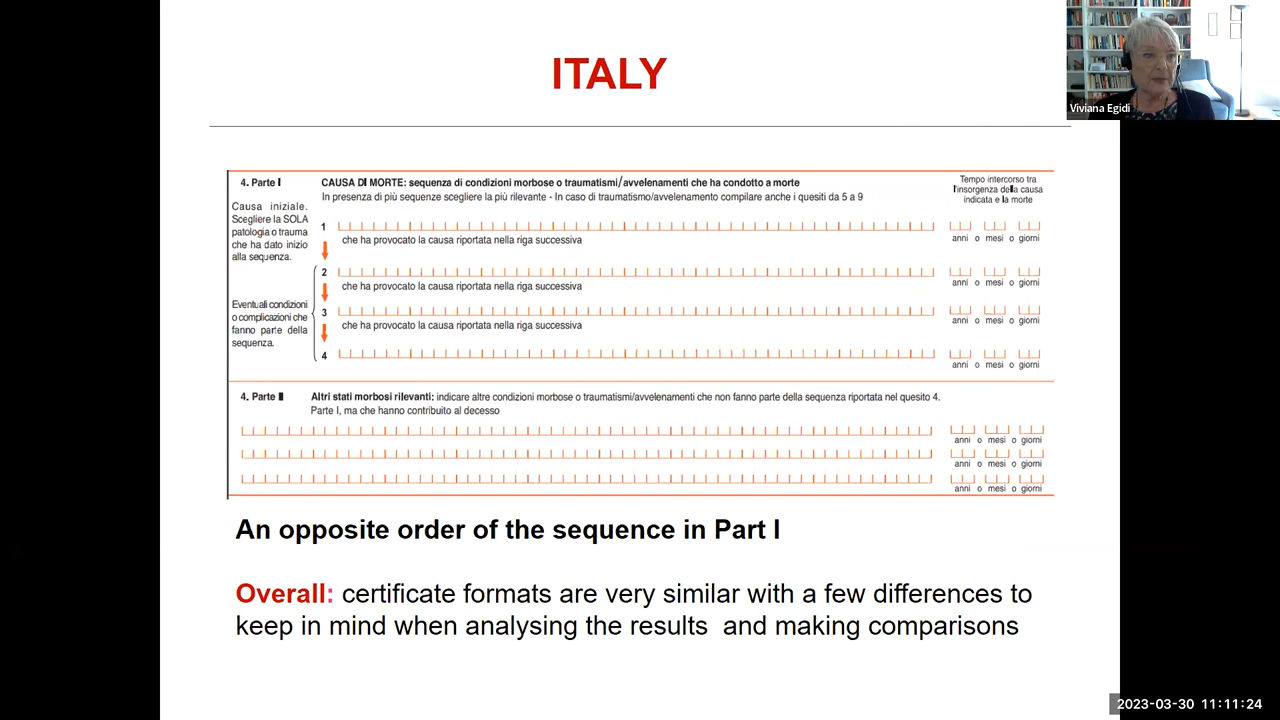 ITALY
Viviana Egidi
4. Parte I
CAUSA DI MORTE: sequenza di condizioni morbose o traumatismi/avvelenamenti che ha condotto a morte
In presenza di più sequenze scegliere la più rilevante - In caso di traumatismo/avvelenamento compilare anche i quesiti da 5 a 9
Tempo intercorso tra
l'insorgenza della causa
indicata e la morte
Causa iniziale.
Scegliere la SOLA
patologia o trauma
che ha dato inizio
alla sequenza.
1
anni o mesi o giorni
che ha provocato la causa riportata nella riga successiva
2
anni o mesi o giorni
che ha provocato la causa riportata nella riga successiva
Eventuali condizioni
o complicazioni che
fanno parte della
sequenza.
3
anni o mesi o giorni
che ha provocato la causa riportata nella riga successiva
4
anni o mesi o giorni
4. Parte II
Altri stati morbosi rilevanti: indicare altre condizioni morbose o traumatismi/avvelenamenti che non fanno parte della sequenza riportata nel quesito 4.
Parte I, ma che hanno contribuito al decesso
anni o mesi o giorni
anni o mesi o giorni
anni o mesi o giorni
An opposite order of the sequence in Part I
Overall: certificate formats are very similar with a few differences to
keep in mind when analysing the results and making comparisons
2023-03-30 11:11:24